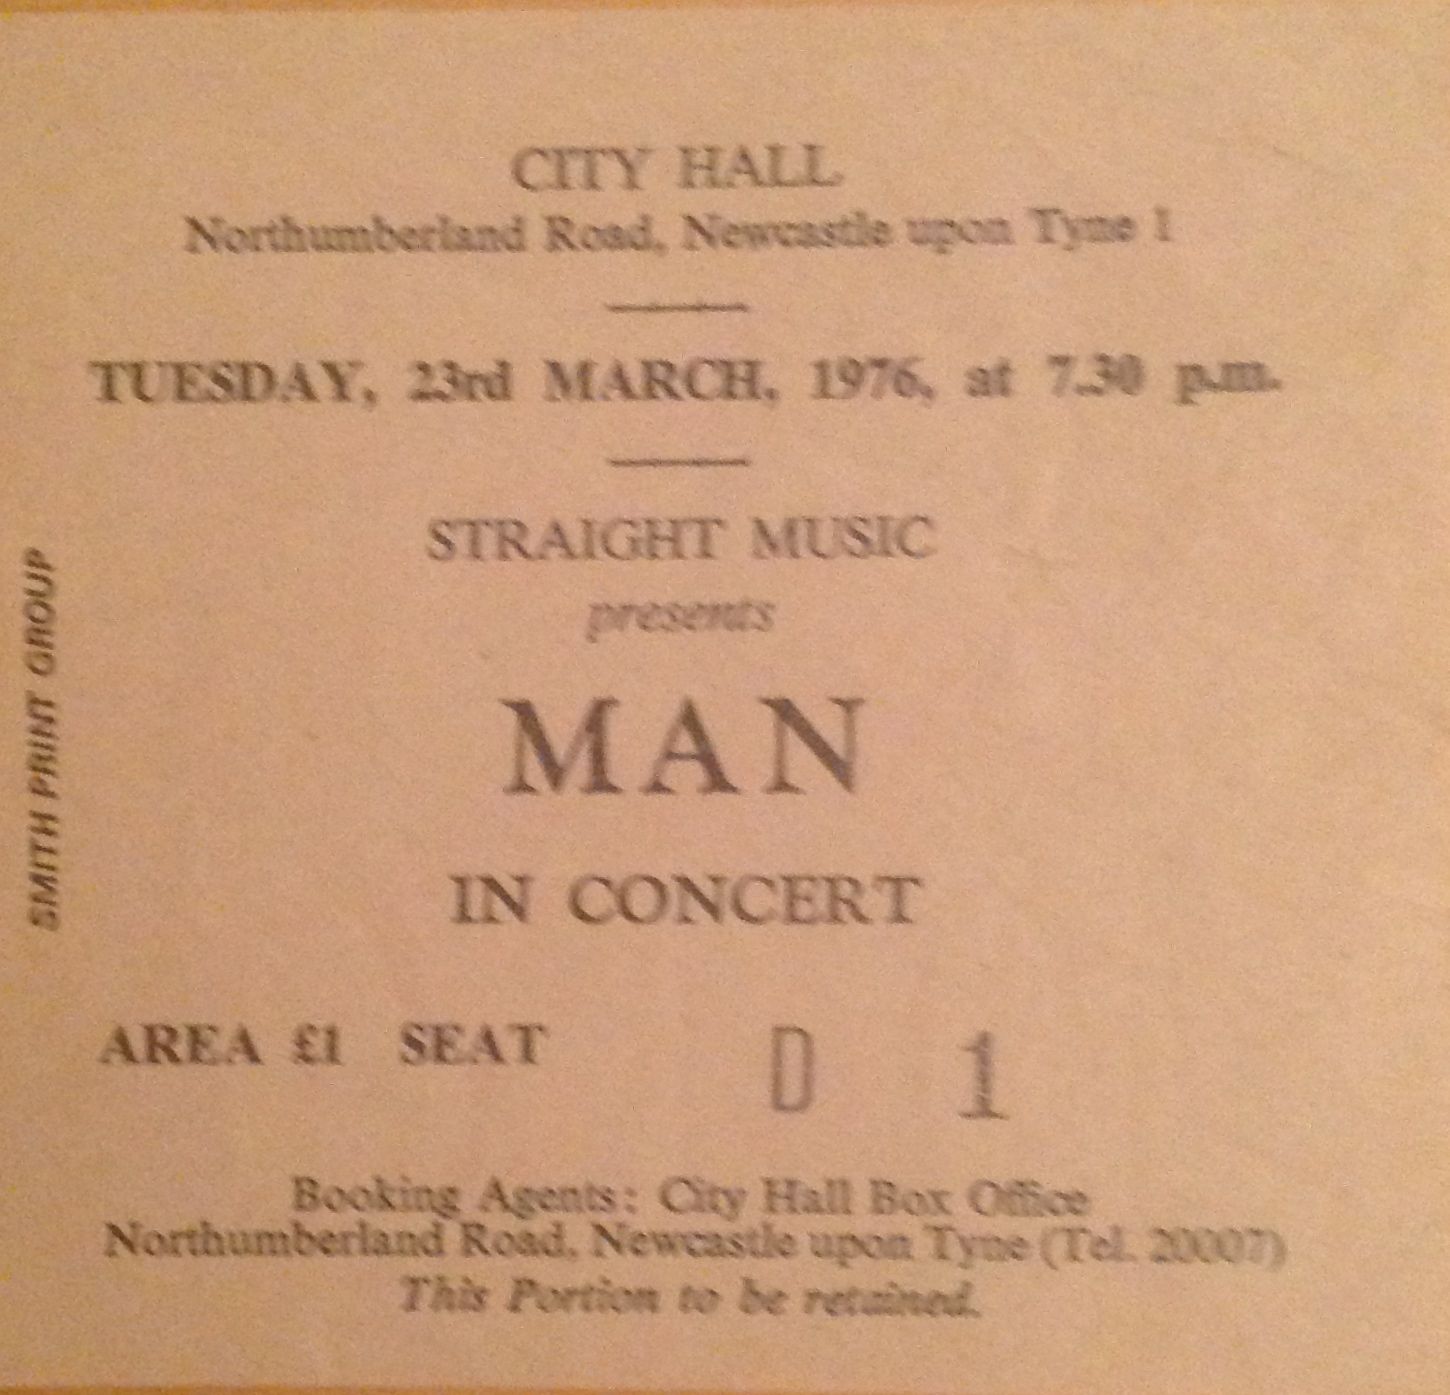 CITY HALL
Northumberland Road, Newcastle upon Tyne 1
TUESDAY, 23rd MARCH, 1976, at 7.30 p.m.
STRAIGHT MUSIC
presents
MAN
IN CONCERT
AREA £1 SEAT D 1
Booking Agents: City Hall Box Office
Northumberland Road, Newcastle upon Tyne (Tel. 20007)
This Portion to be retained.
SMITH PRINT GROUP